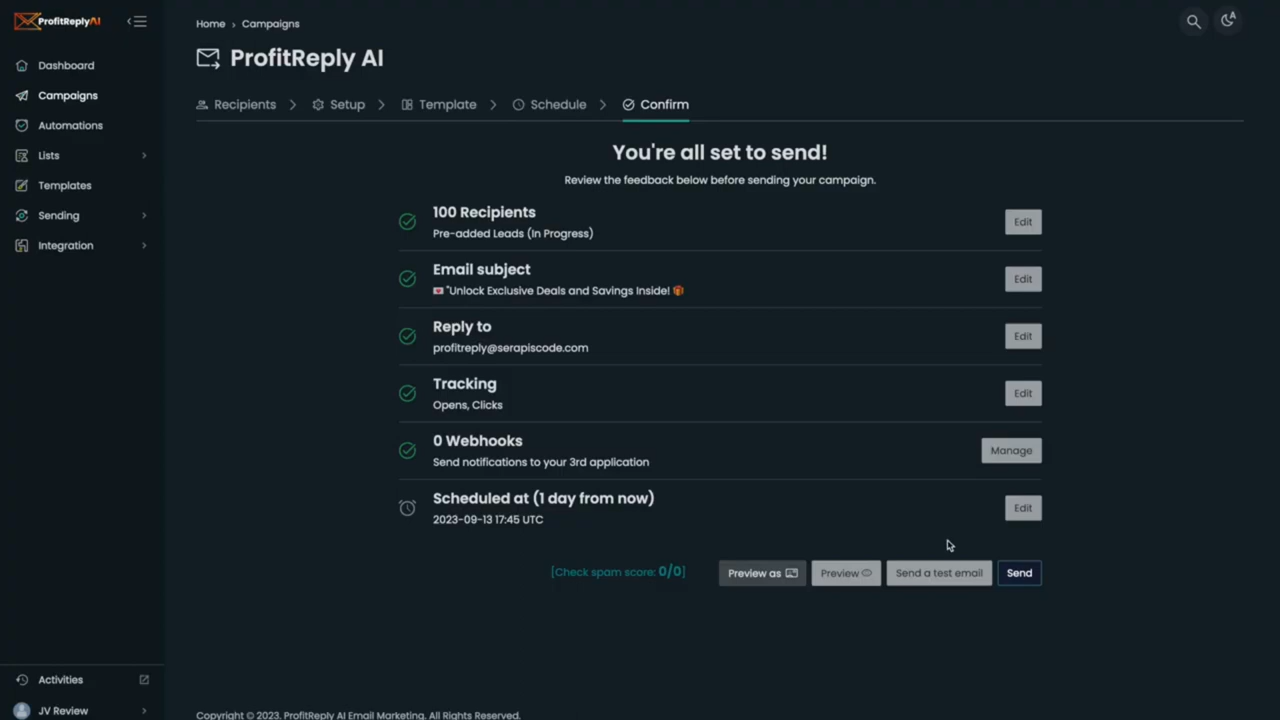 ProfitReplyAI
Home › Campaigns
ProfitReply AI
Dashboard
Campaigns
Automations
Lists
Templates
Sending
Integration
Recipients > Setup > Template > Schedule > Confirm
You're all set to send!
Review the feedback below before sending your campaign.
100 Recipients
Pre-added Leads (In Progress)
Edit
Email subject
💌 "Unlock Exclusive Deals and Savings Inside! 🎁
Edit
Reply to
profitreply@serapiscode.com
Edit
Tracking
Opens, Clicks
Edit
0 Webhooks
Send notifications to your 3rd application
Manage
Scheduled at (1 day from now)
2023-09-13 17:45 UTC
Edit
[Check spam score: 0/0]
Preview as
Preview
Send a test email
Send
Activities
JV Review
Copyright © 2023. ProfitReply AI Email Marketing. All Rights Reserved.